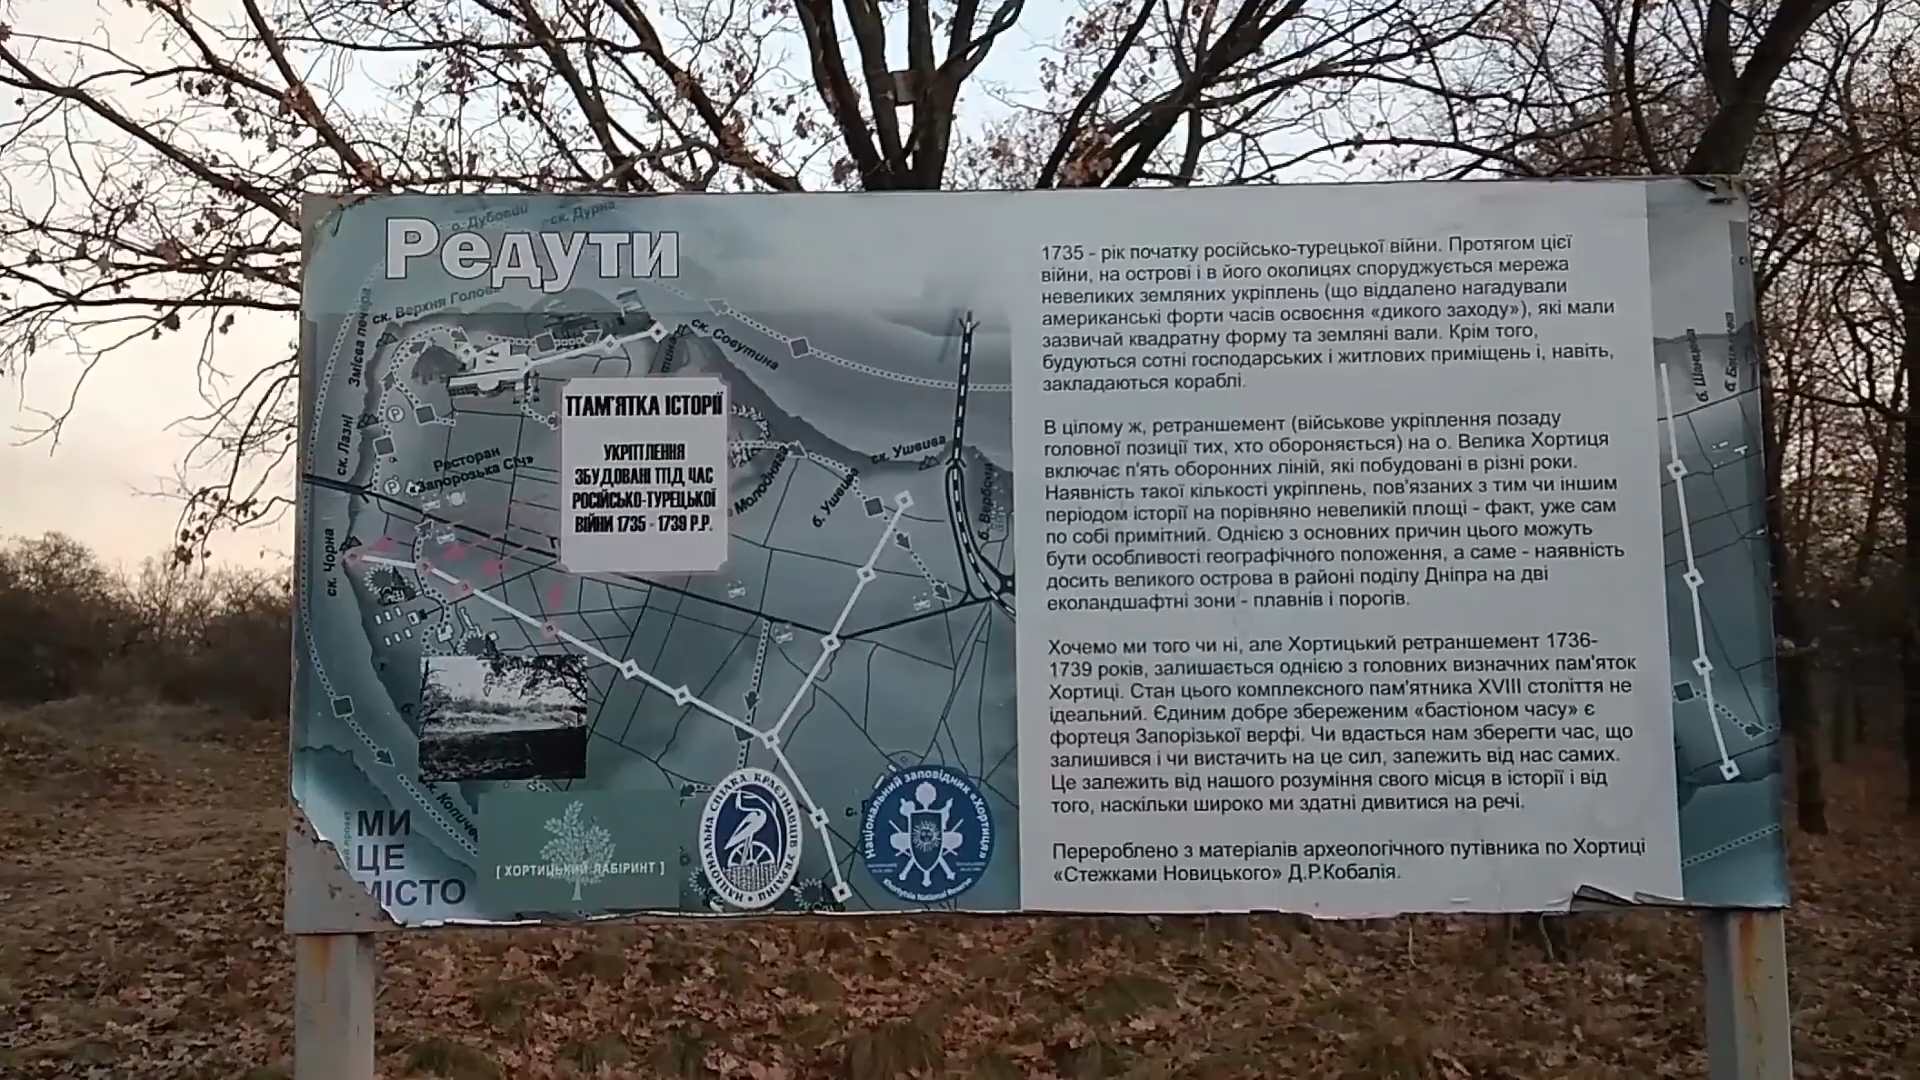 Редути
о. Дубовий
ск. Дурна
ск. Верхня Голова
Змієва печера
ск. Совутина
ск. Лазні
Ресторан
«Запорозька Січ»
ПАМ'ЯТКА ІСТОРІЇ
УКРІПЛЕННЯ
ЗБУДОВАНІ ПІД ЧАС
РОСІЙСЬКО-ТУРЕЦЬКОЇ
ВІЙНИ 1735 - 1739 Р.Р.
Молодняга
б. Ушвива
ск. Ушвива
б. Вербова
ск. Чорна
МИ
ЦЕ
МІСТО
[ ХОРТИЦЬКИЙ ЛАБІРИНТ ]
НАЦІОНАЛЬНА СПІЛКА КРАЄЗНАВЦІВ УКРАЇНИ
Національний заповідник «Хортиця»
Khortytsia National Reserve
1735 - рік початку російсько-турецької війни. Протягом цієї
війни, на острові і в його околицях споруджується мережа
невеликих земляних укріплень (що віддалено нагадували
американські форти часів освоєння «дикого заходу»), які мали
зазвичай квадратну форму та земляні вали. Крім того,
будуються сотні господарських і житлових приміщень і, навіть,
закладаються кораблі.
В цілому ж, ретраншемент (військове укріплення позаду
головної позиції тих, хто обороняється) на о. Велика Хортиця
включає п'ять оборонних ліній, які побудовані в різні роки.
Наявність такої кількості укріплень, пов'язаних з тим чи іншим
періодом історії на порівняно невеликій площі - факт, уже сам
по собі примітний. Однією з основних причин цього можуть
бути особливості географічного положення, а саме - наявність
досить великого острова в районі поділу Дніпра на дві
еколандшафтні зони - плавнів і порогів.
Хочемо ми того чи ні, але Хортицький ретраншемент 1736-
1739 років, залишається однією з головних визначних пам'яток
Хортиці. Стан цього комплексного пам'ятника XVIII століття не
ідеальний. Єдиним добре збереженим «бастіоном часу» є
фортеця Запорізької верфі. Чи вдасться нам зберегти час, що
залишився і чи вистачить на це сил, залежить від нас самих.
Це залежить від нашого розуміння свого місця в історії і від
того, наскільки широко ми здатні дивитися на речі.
Перероблено з матеріалів археологічного путівника по Хортиці
«Стежками Новицького» Д.Р.Кобалія.
б. Шанцева